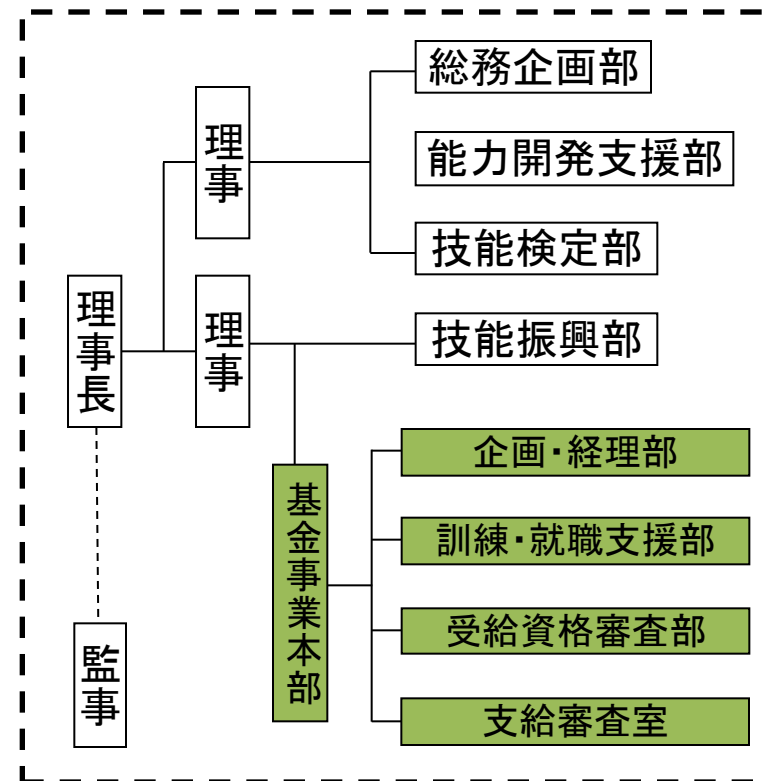 総務企画部
理事
能力開発支援部
技能検定部
理事長
理事
技能振興部
企画・経理部
基金事業本部
訓練・就職支援部
受給資格審査部
監事
支給審査室